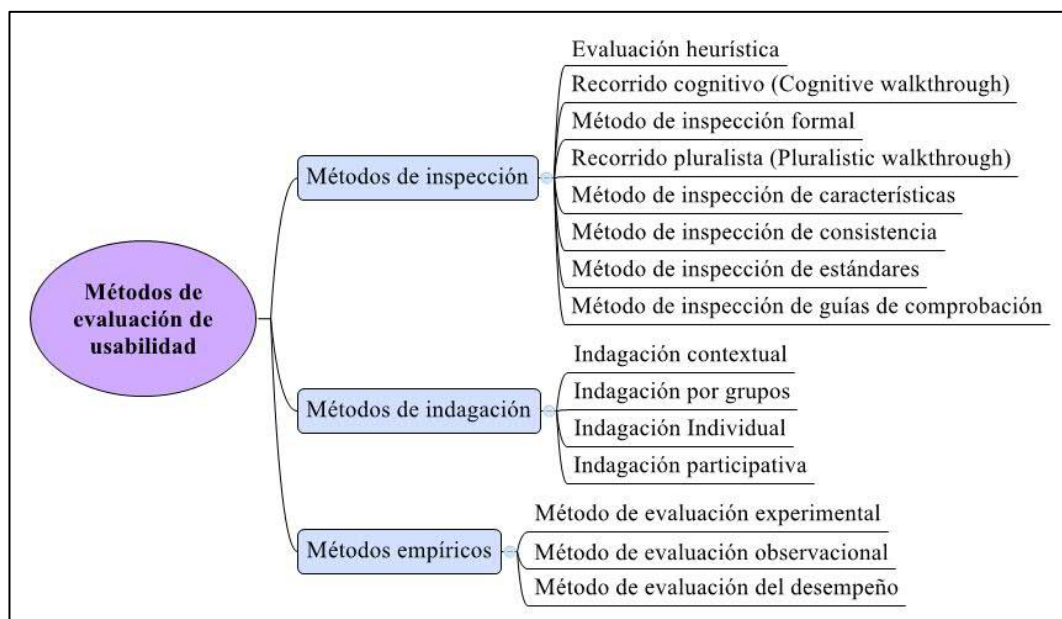 Métodos de
evaluación de
usabilidad
Métodos de inspección
Evaluación heurística
Recorrido cognitivo (Cognitive walkthrough)
Método de inspección formal
Recorrido pluralista (Pluralistic walkthrough)
Método de inspección de características
Método de inspección de consistencia
Método de inspección de estándares
Método de inspección de guías de comprobación
Métodos de indagación
Indagación contextual
Indagación por grupos
Indagación Individual
Indagación participativa
Métodos empíricos
Método de evaluación experimental
Método de evaluación observacional
Método de evaluación del desempeño